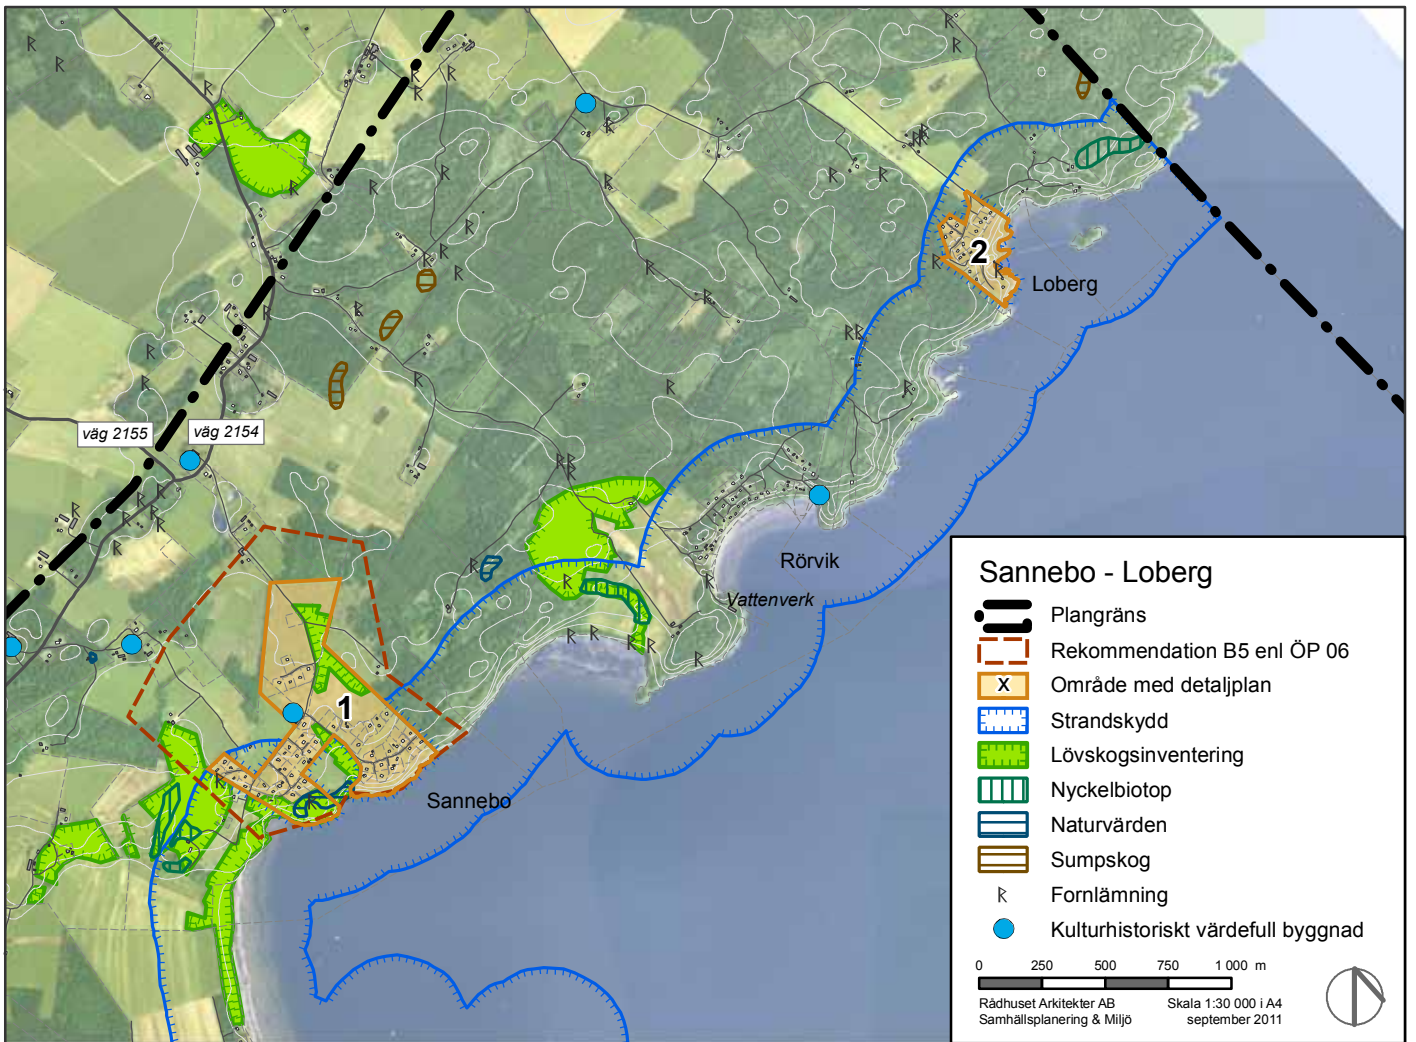 2
Loberg
väg 2155
väg 2154
Rörvik
Vattenverk
1
Sannebo
Sannebo - Loberg
Plangräns
Rekommendation B5 enl ÖP 06
X Område med detaljplan
Strandskydd
Lövskogsinventering
Nyckelbiotop
Naturvärden
Sumpskog
R Fornlämning
Kulturhistoriskt värdefull byggnad
0 250 500 750 1 000 m
Rådhuset Arkitekter AB Skala 1:30 000 i A4
Samhällsplanering & Miljö september 2011